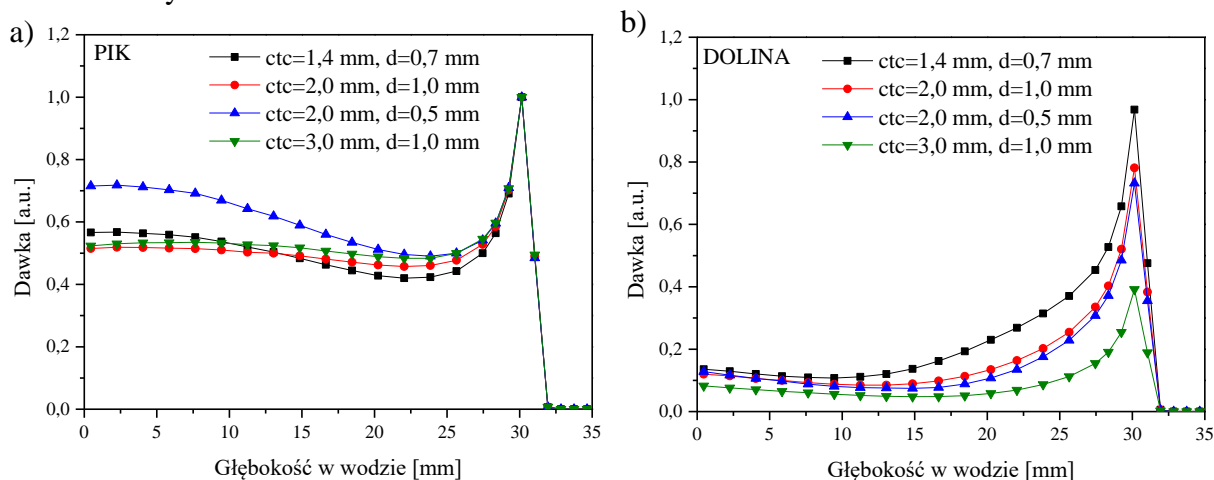 a)
PIK
ctc=1,4 mm, d=0,7 mm
ctc=2,0 mm, d=1,0 mm
ctc=2,0 mm, d=0,5 mm
ctc=3,0 mm, d=1,0 mm
1,2
1,0
0,8
0,6
0,4
0,2
0,0
Dawka [a.u.]
0 5 10 15 20 25 30 35
Głębokość w wodzie [mm]
b)
DOLINA
ctc=1,4 mm, d=0,7 mm
ctc=2,0 mm, d=1,0 mm
ctc=2,0 mm, d=0,5 mm
ctc=3,0 mm, d=1,0 mm
1,2
1,0
0,8
0,6
0,4
0,2
0,0
Dawka [a.u.]
0 5 10 15 20 25 30 35
Głębokość w wodzie [mm]